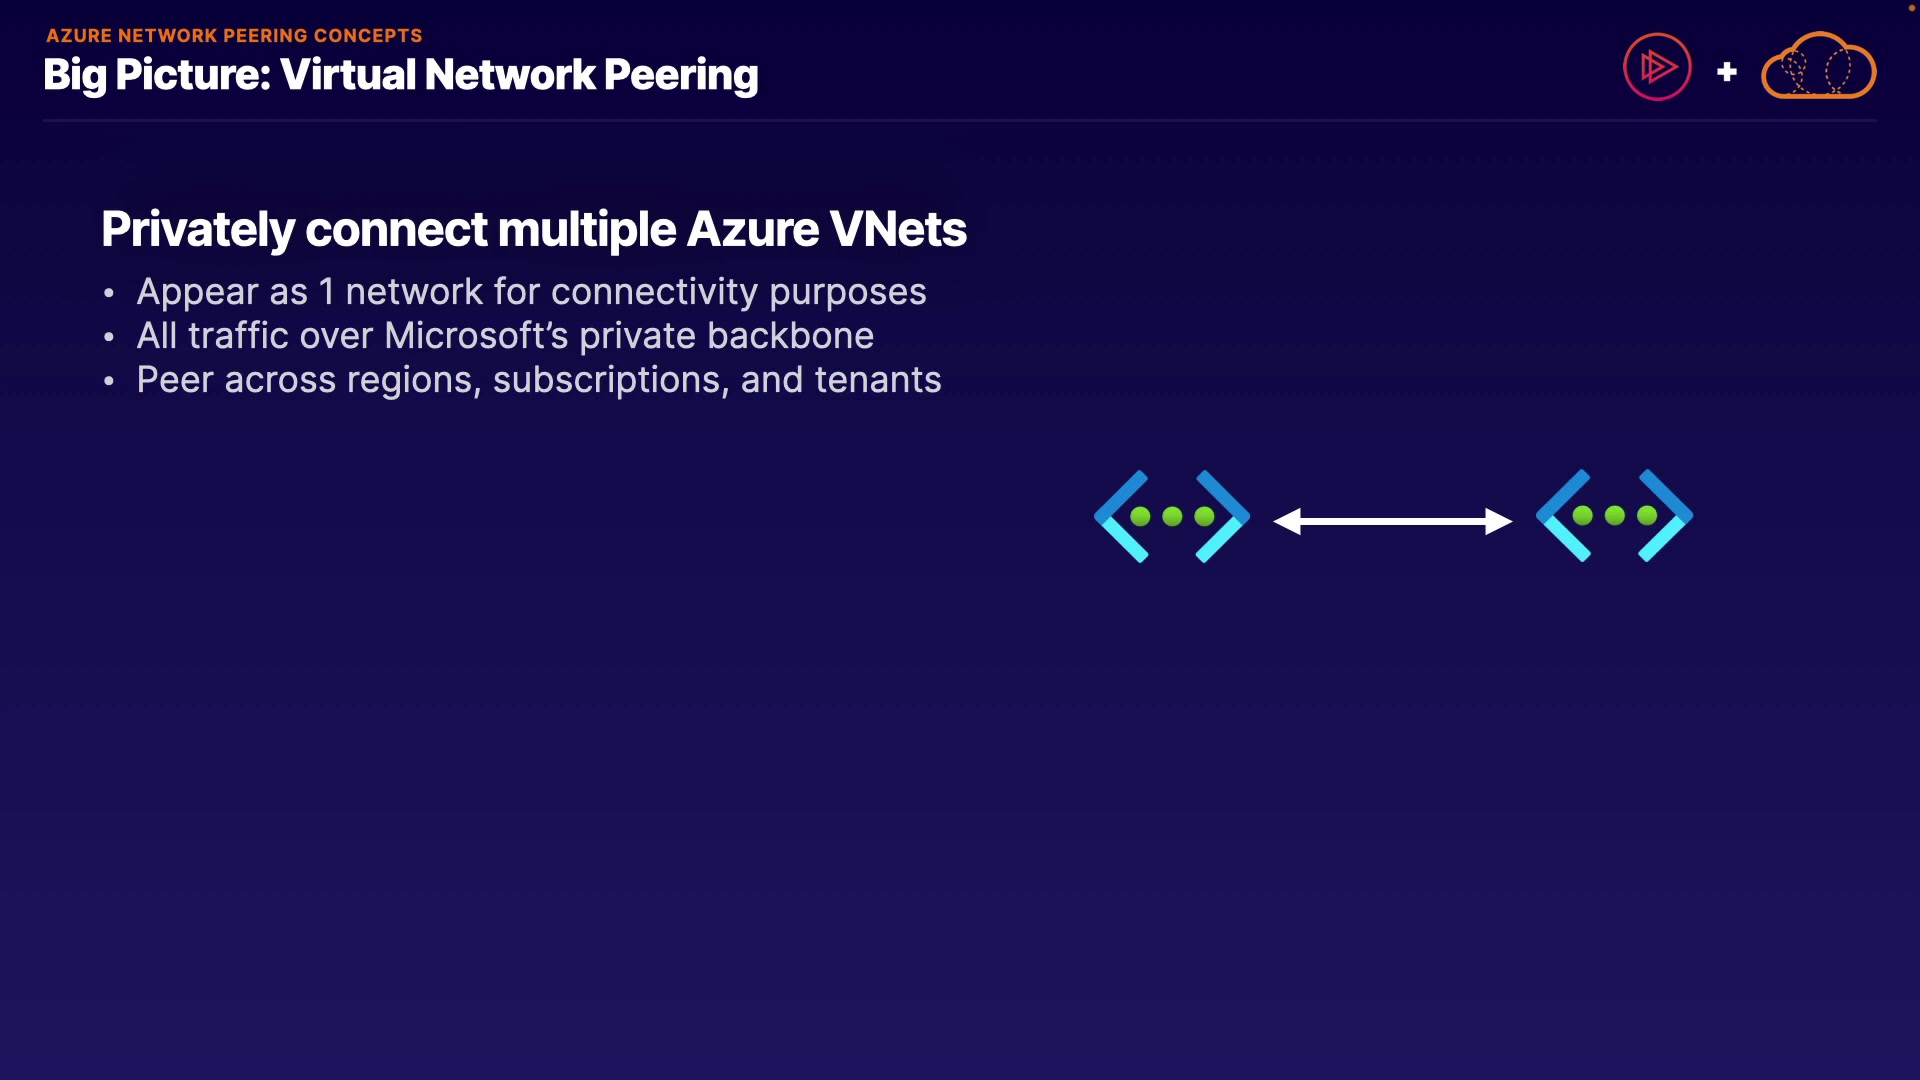 AZURE NETWORK PEERING CONCEPTS
Big Picture: Virtual Network Peering
Privately connect multiple Azure VNets
• Appear as 1 network for connectivity purposes
• All traffic over Microsoft’s private backbone
• Peer across regions, subscriptions, and tenants